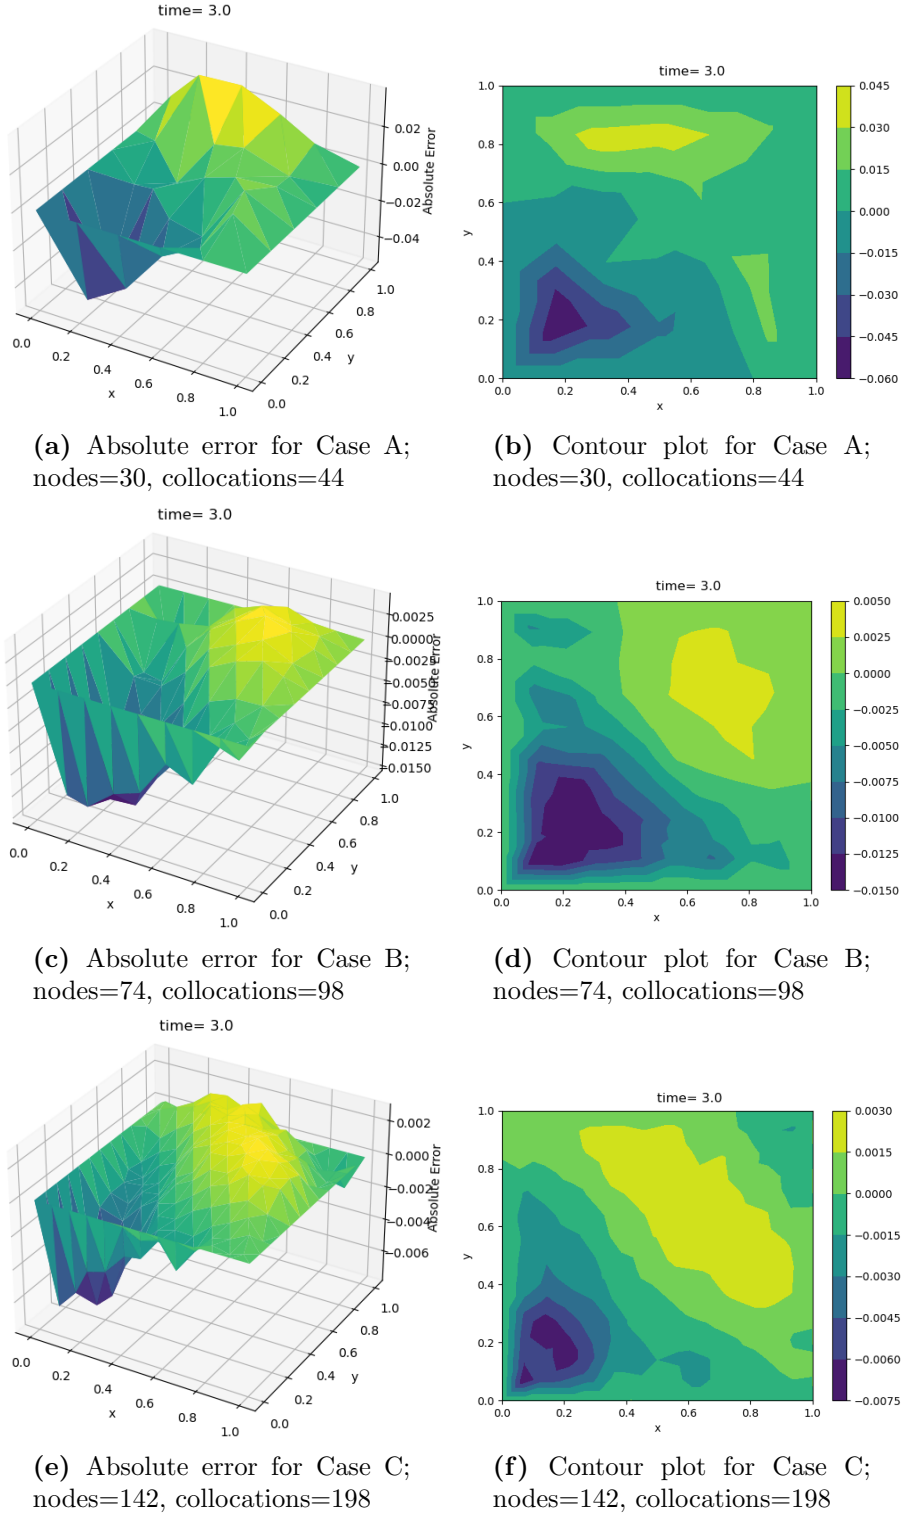 time= 3.0
0.02
0.00
−0.02
−0.04
Absolute Error
0.0
0.2
0.4
0.6
0.8
1.0
x
0.0
0.2
0.4
0.6
0.8
1.0
y
time= 3.0
1.0
0.8
0.6
0.4
0.2
0.0
y
0.0 0.2 0.4 0.6 0.8 1.0
x
0.045
0.030
0.015
0.000
−0.015
−0.030
−0.045
−0.060
(a) Absolute error for Case A;
nodes=30, collocations=44
(b) Contour plot for Case A;
nodes=30, collocations=44
time= 3.0
0.0025
0.0000
−0.0025
−0.0050
−0.0075
−0.0100
−0.0125
−0.0150
Absolute Error
0.0
0.2
0.4
0.6
0.8
1.0
x
0.0
0.2
0.4
0.6
0.8
1.0
y
time= 3.0
1.0
0.8
0.6
0.4
0.2
0.0
y
0.0 0.2 0.4 0.6 0.8 1.0
x
0.0050
0.0025
0.0000
−0.0025
−0.0050
−0.0075
−0.0100
−0.0125
−0.0150
(c) Absolute error for Case B;
nodes=74, collocations=98
(d) Contour plot for Case B;
nodes=74, collocations=98
time= 3.0
0.002
0.000
−0.002
−0.004
−0.006
Absolute Error
0.0
0.2
0.4
0.6
0.8
1.0
x
0.0
0.2
0.4
0.6
0.8
1.0
y
time= 3.0
1.0
0.8
0.6
0.4
0.2
0.0
y
0.0 0.2 0.4 0.6 0.8 1.0
x
0.0030
0.0015
0.0000
−0.0015
−0.0030
−0.0045
−0.0060
−0.0075
(e) Absolute error for Case C;
nodes=142, collocations=198
(f) Contour plot for Case C;
nodes=142, collocations=198